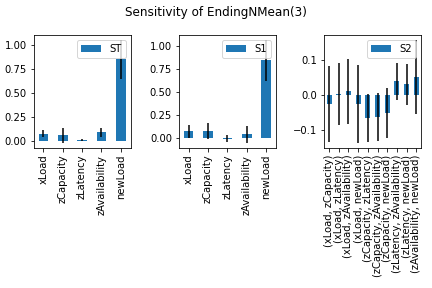 Sensitivity of EndingNMean(3)
1.00
0.75
0.50
0.25
0.00
ST
xLoad
zCapacity
zLatency
zAvailability
newLoad
1.00
0.75
0.50
0.25
0.00
S1
xLoad
zCapacity
zLatency
zAvailability
newLoad
0.1
0.0
−0.1
S2
(xLoad, zCapacity)
(xLoad, zLatency)
(xLoad, zAvailability)
(xLoad, newLoad)
(zCapacity, zLatency)
(zCapacity, zAvailability)
(zCapacity, newLoad)
(zLatency, zAvailability)
(zLatency, newLoad)
(zAvailability, newLoad)